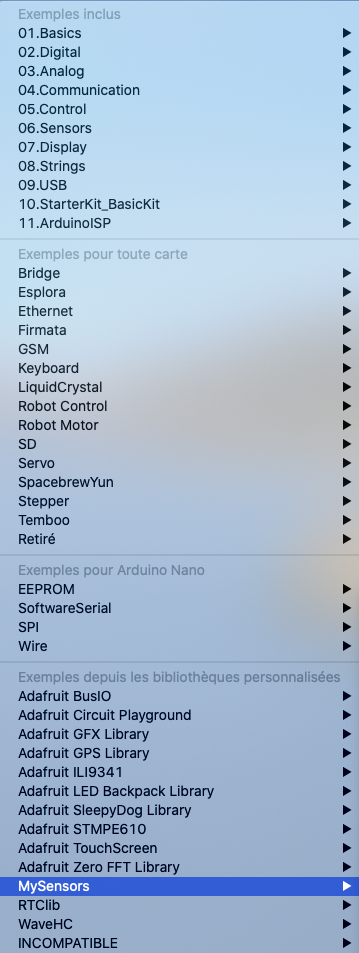 Exemples inclus
01.Basics
02.Digital
03.Analog
04.Communication
05.Control
06.Sensors
07.Display
08.Strings
09.USB
10.StarterKit_BasicKit
11.ArduinoISP
Exemples pour toute carte
Bridge
Esplora
Ethernet
Firmata
GSM
Keyboard
LiquidCrystal
Robot Control
Robot Motor
SD
Servo
SpacebrewYun
Stepper
Temboo
Retiré
Exemples pour Arduino Nano
EEPROM
SoftwareSerial
SPI
Wire
Exemples depuis les bibliothèques personnalisées
Adafruit BusIO
Adafruit Circuit Playground
Adafruit GFX Library
Adafruit GPS Library
Adafruit ILI9341
Adafruit LED Backpack Library
Adafruit SleepyDog Library
Adafruit STMPE610
Adafruit TouchScreen
Adafruit Zero FFT Library
MySensors
RTClib
WaveHC
INCOMPATIBLE